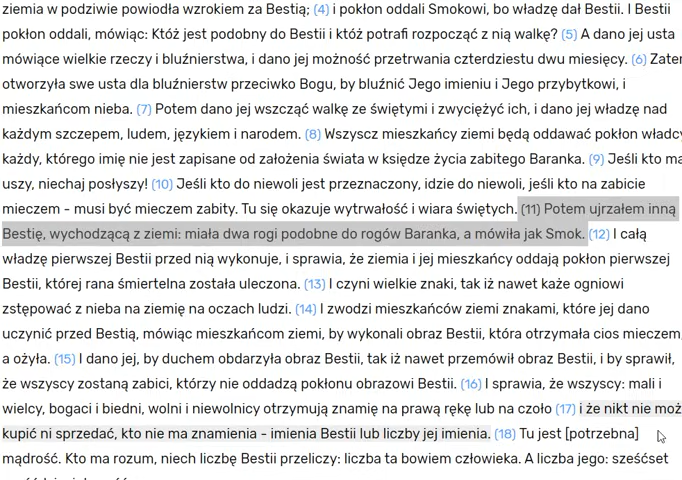 ziemia w podziwie powiodła wzrokiem za Bestią; (4) i pokłon oddali Smokowi, bo władzę dał Bestii. I Bestii
pokłon oddali, mówiąc: Któż jest podobny do Bestii i któż potrafi rozpocząć z nią walkę? (5) A dano jej usta
mówiące wielkie rzeczy i bluźnierstwa, i dano jej możność przetrwania czterdziestu dwu miesięcy. (6) Zatem
otworzyła swe usta dla bluźnierstw przeciwko Bogu, by bluźnić Jego imieniu i Jego przybytkowi, i
mieszkańcom nieba. (7) Potem dano jej wszcząć walkę ze świętymi i zwyciężyć ich, i dano jej władzę nad
każdym szczepem, ludem, językiem i narodem. (8) Wszyscy mieszkańcy ziemi będą oddawać pokłon władcy
każdy, którego imię nie jest zapisane od założenia świata w księdze życia zabitego Baranka. (9) Jeśli kto ma
uszy, niechaj posłyszy! (10) Jeśli kto do niewoli jest przeznaczony, idzie do niewoli, jeśli kto na zabicie
mieczem - musi być mieczem zabity. Tu się okazuje wytrwałość i wiara świętych. (11) Potem ujrzałem inną
Bestię, wychodzącą z ziemi: miała dwa rogi podobne do rogów Baranka, a mówiła jak Smok. (12) I całą
władzę pierwszej Bestii przed nią wykonuje, i sprawia, że ziemia i jej mieszkańcy oddają pokłon pierwszej
Bestii, której rana śmiertelna została uleczona. (13) I czyni wielkie znaki, tak iż nawet każe ogniowi
zstępować z nieba na ziemię na oczach ludzi. (14) I zwodzi mieszkańców ziemi znakami, które jej dano
uczynić przed Bestią, mówiąc mieszkańcom ziemi, by wykonali obraz Bestii, która otrzymała cios mieczem,
a ożyła. (15) I dano jej, by duchem obdarzyła obraz Bestii, tak iż nawet przemówił obraz Bestii, i by sprawił,
że wszyscy zostaną zabici, którzy nie oddadzą pokłonu obrazowi Bestii. (16) I sprawia, że wszyscy: mali i
wielcy, bogaci i biedni, wolni i niewolnicy otrzymują znamię na prawą rękę lub na czoło (17) i że nikt nie moż
kupić ni sprzedać, kto nie ma znamienia - imienia Bestii lub liczby jej imienia. (18) Tu jest [potrzebna]
mądrość. Kto ma rozum, niech liczbę Bestii przeliczy: liczba ta bowiem człowieka. A liczba jego: sześćset